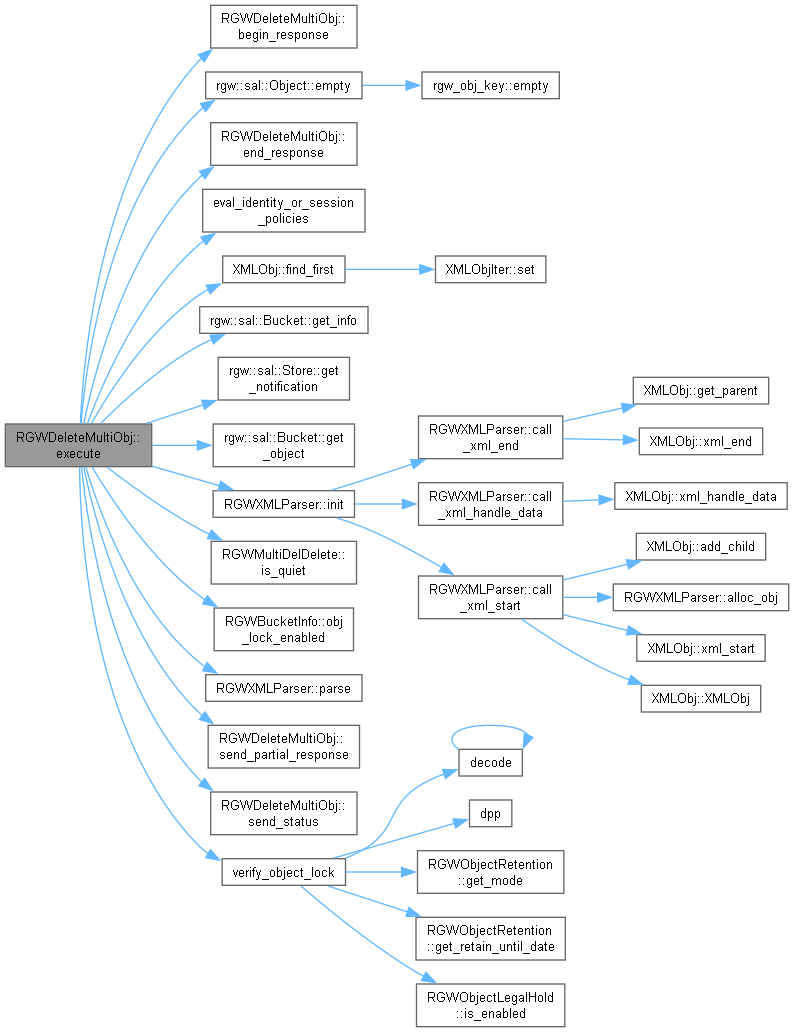 RGWDeleteMultiObj::
begin_response
rgw::sal::Object::empty
rgw_obj_key::empty
RGWDeleteMultiObj::
end_response
eval_identity_or_session
_policies
XMLObj::find_first
XMLObjIter::set
rgw::sal::Bucket::get_info
rgw::sal::Store::get
_notification
RGWDeleteMultiObj::
execute
rgw::sal::Bucket::get
_object
RGWXMLParser::init
RGWXMLParser::call
_xml_end
XMLObj::get_parent
XMLObj::xml_end
RGWXMLParser::call
_xml_handle_data
XMLObj::xml_handle_data
RGWXMLParser::call
_xml_start
XMLObj::add_child
RGWXMLParser::alloc_obj
XMLObj::xml_start
XMLObj::XMLObj
RGWMultiDelDelete::
is_quiet
RGWBucketInfo::obj
_lock_enabled
RGWXMLParser::parse
RGWDeleteMultiObj::
send_partial_response
RGWDeleteMultiObj::
send_status
verify_object_lock
decode
dpp
RGWObjectRetention
::get_mode
RGWObjectRetention
::get_retain_until_date
RGWObjectLegalHold
::is_enabled